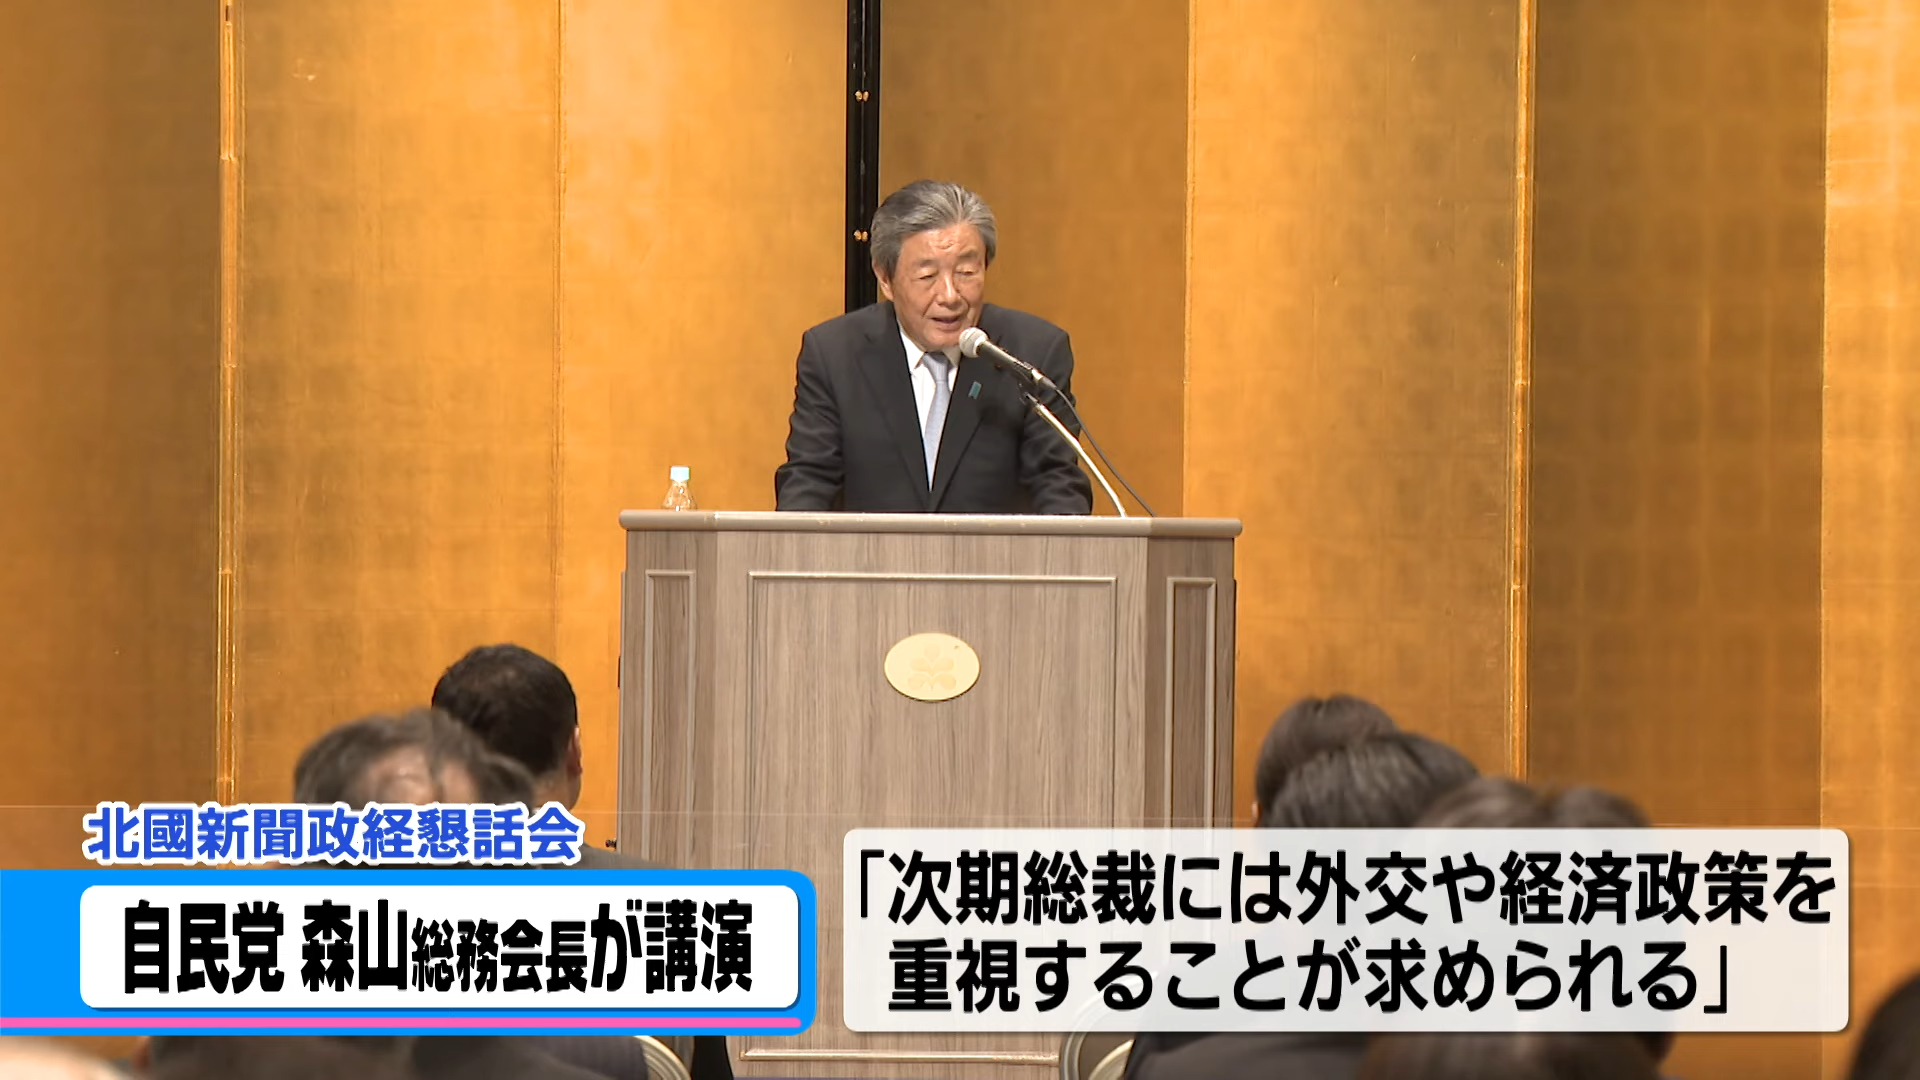 北國新聞政経懇話会
自民党 森山総務会長が講演
「次期総裁には外交や経済政策を
重視することが求められる」